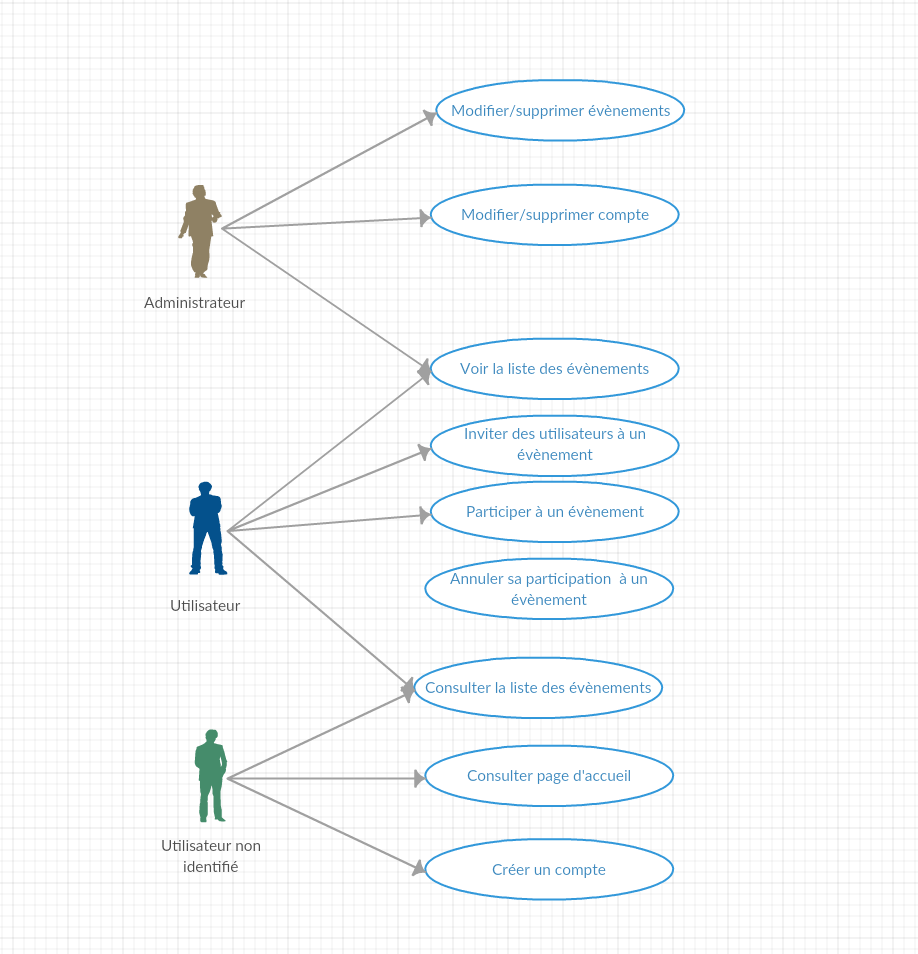 Modifier/supprimer évènements
Modifier/supprimer compte
Administrateur
Voir la liste des évènements
Inviter des utilisateurs à un
évènement
Participer à un évènement
Annuler sa participation  à un
évènement
Utilisateur
Consulter la liste des évènements
Consulter page d'accueil
Utilisateur non
identifié
Créer un compte